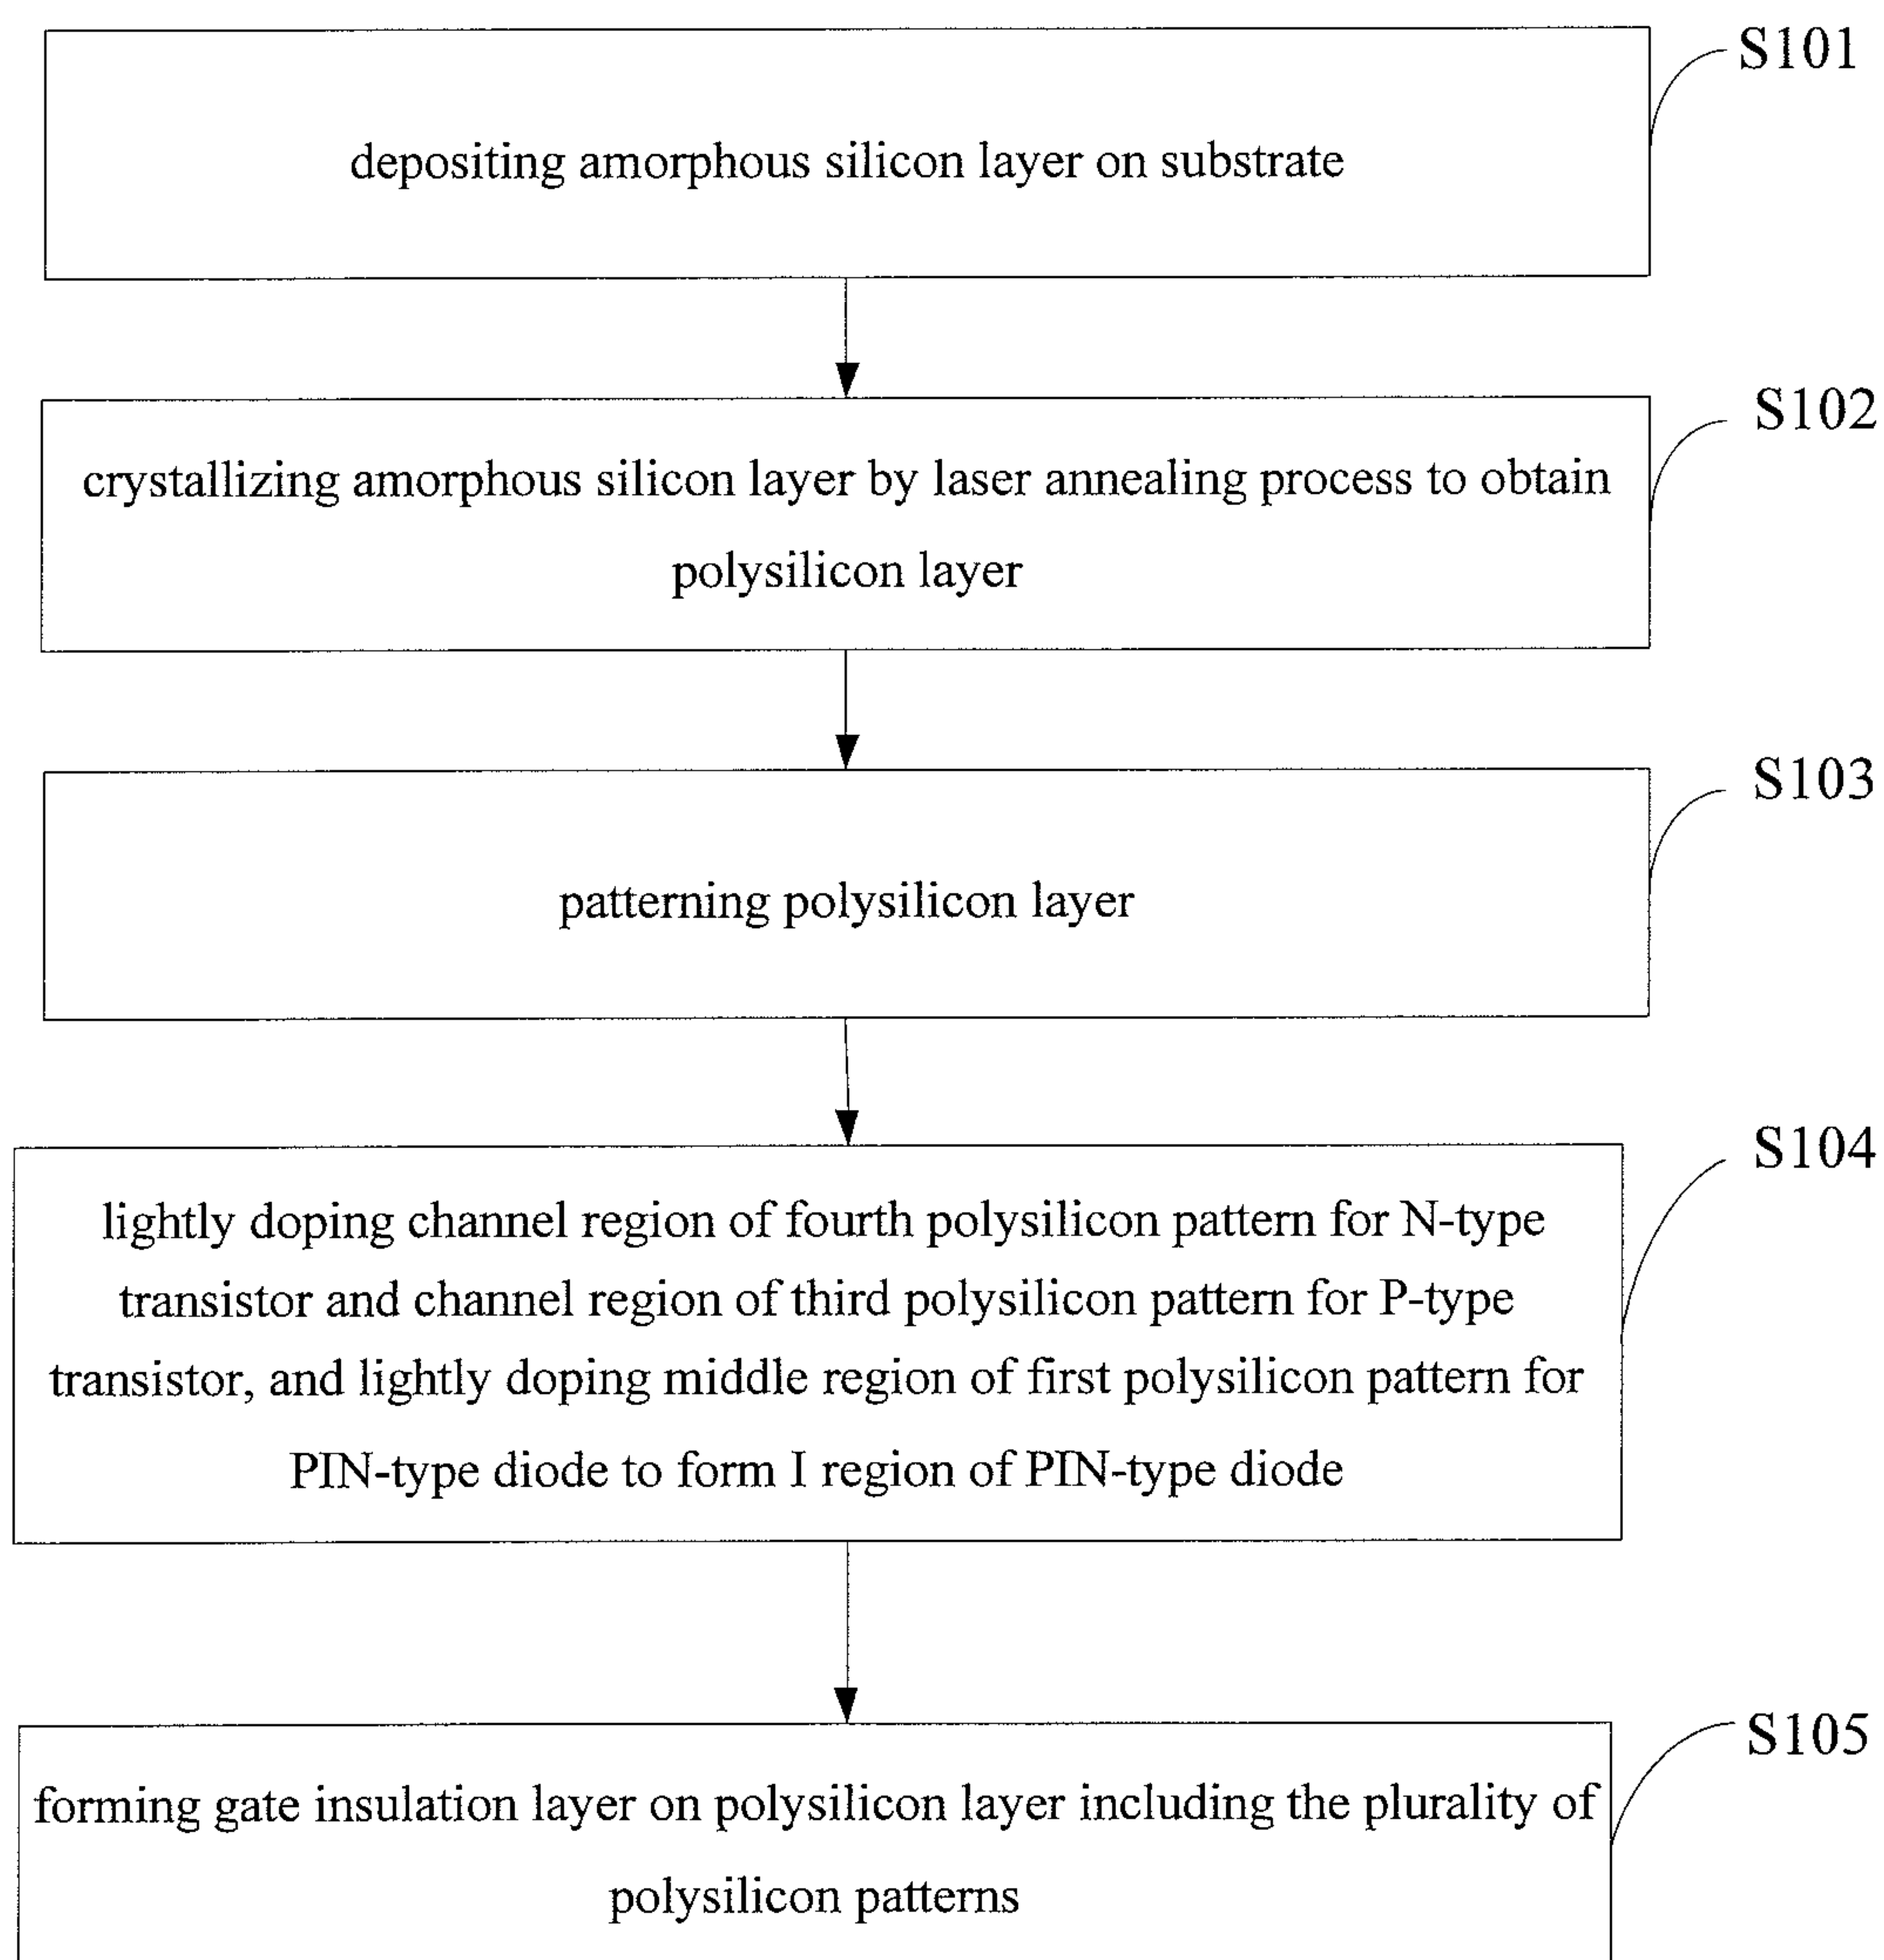 S101
depositing amorphous silicon layer on substrate
S102
crystallizing amorphous silicon layer by laser annealing process to obtain
polysilicon layer
S103
patterning polysilicon layer
S104
lightly doping channel region of fourth polysilicon pattern for N-type
transistor and channel region of third polysilicon pattern for P-type
transistor, and lightly doping middle region of first polysilicon pattern for
PIN-type diode to form I region of PIN-type diode
S105
forming gate insulation layer on polysilicon layer including the plurality of
polysilicon patterns